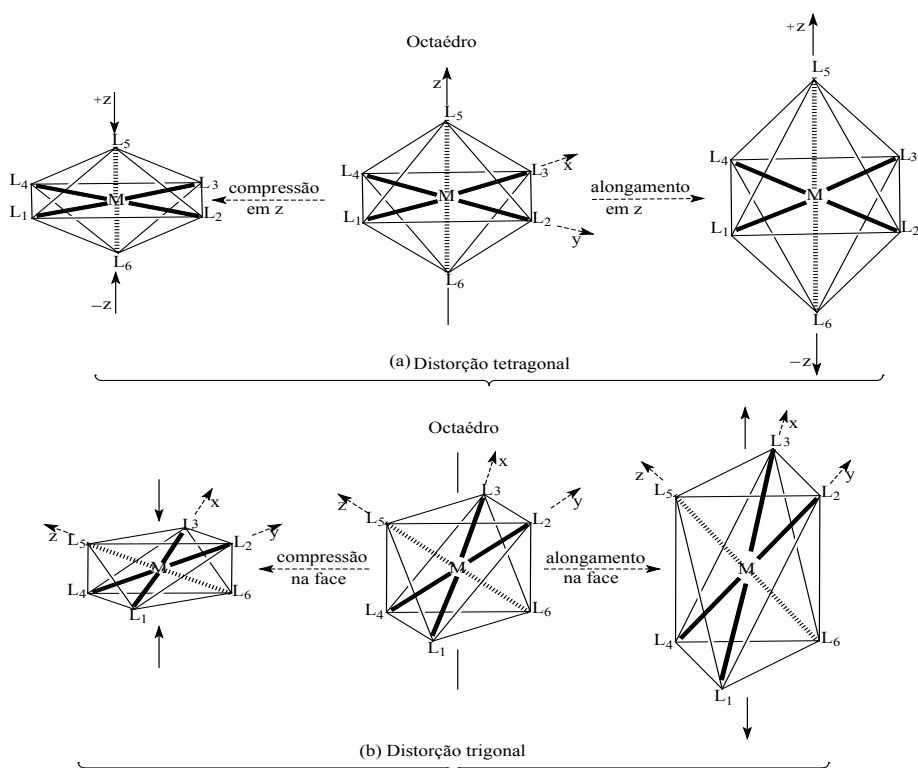 Octaédro
+z
L5
L4
L3
L1
M
L2
L6
−z
compressão
em z
z
L5
L4
L3
x
M
L1
L2
y
L6
alongamento
em z
+z
L5
L4
L3
M
L1
L2
L6
−z
(a) Distorção tetragonal
Octaédro
x
L3
z
L5
L2
y
M
L4
L6
L1
compressão
na face
x
L3
z
L5
L2
y
M
L4
L6
L1
alongamento
na face
x
L3
z
L5
L2
y
M
L4
L6
L1
(b) Distorção trigonal